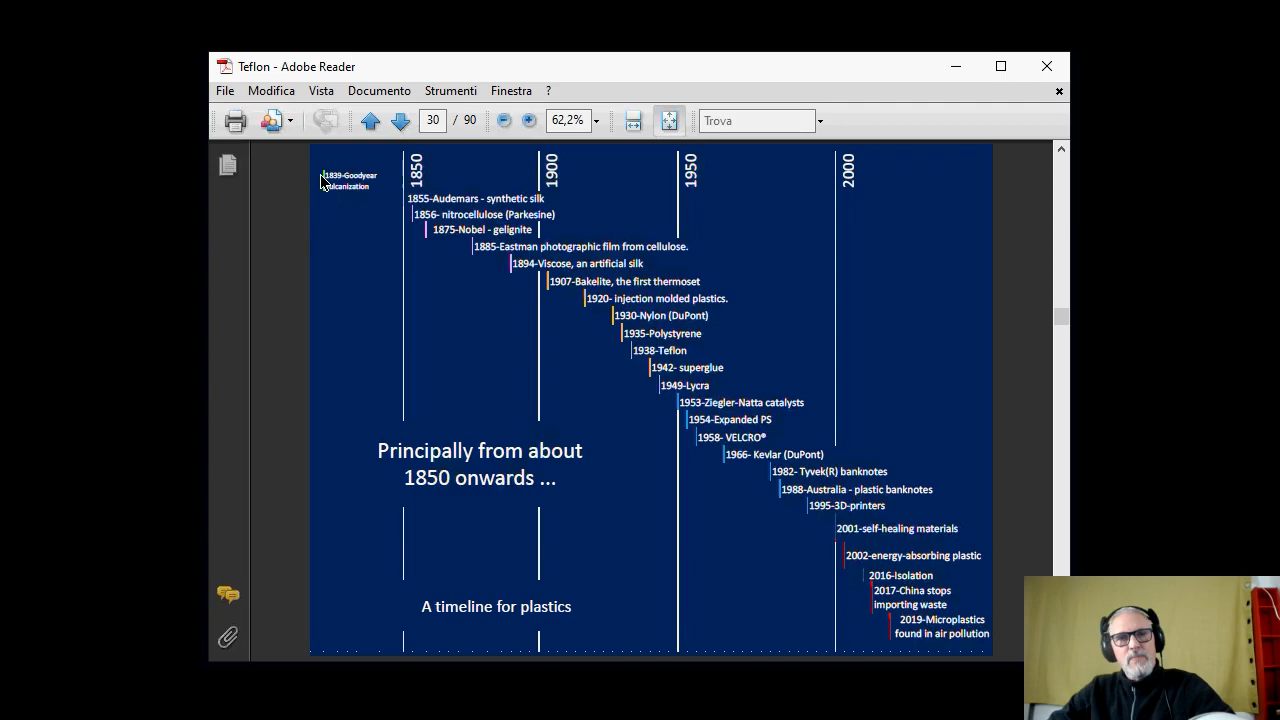 Teflon - Adobe Reader
File Modifica Vista Documento Strumenti Finestra ?
30 / 90 62,2% Trova
1850 1900 1950 2000
1839-Goodyear
vulcanization
1855-Audemars - synthetic silk
1856- nitrocellulose (Parkesine)
1875-Nobel - gelignite
1885-Eastman photographic film from cellulose.
1894-Viscose, an artificial silk
1907-Bakelite, the first thermoset
1920- injection molded plastics.
1930-Nylon (DuPont)
1935-Polystyrene
1938-Teflon
1942- superglue
1949-Lycra
1953-Ziegler-Natta catalysts
1954-Expanded PS
1958- VELCRO®
1966- Kevlar (DuPont)
1982- Tyvek(R) banknotes
1988-Australia - plastic banknotes
1995-3D-printers
2001-self-healing materials
2002-energy-absorbing plastic
2016-Isolation
2017-China stops
importing waste
2019-Microplastics
found in air pollution
Principally from about
1850 onwards ...
A timeline for plastics